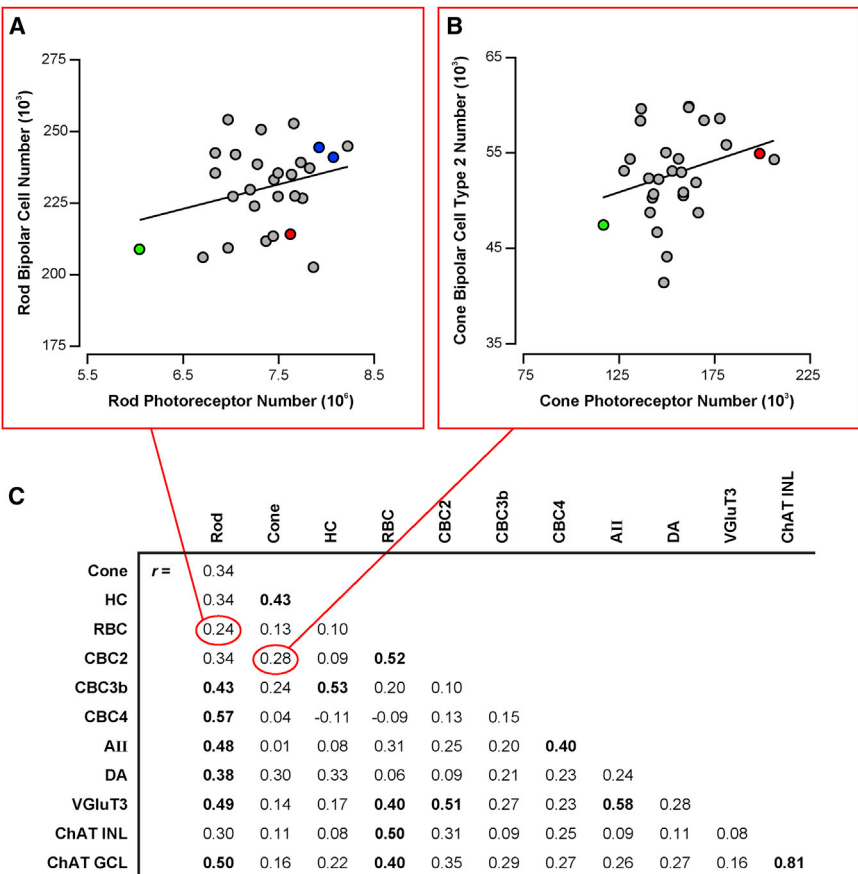 A
275
250
225
200
175
Rod Bipolar Cell Number (10³)
5.5 6.5 7.5 8.5
Rod Photoreceptor Number (10⁶)
B
65
55
45
35
Cone Bipolar Cell Type 2 Number (10³)
75 125 175 225
Cone Photoreceptor Number (10³)
C
Rod Cone HC RBC CBC2 CBC3b CBC4 AII DA VGluT3 ChAT INL
Cone r = 0.34
HC 0.34 0.43
RBC 0.24 0.13 0.10
CBC2 0.34 0.28 0.09 0.52
CBC3b 0.43 0.24 0.53 0.20 0.10
CBC4 0.57 0.04 -0.11 -0.09 0.13 0.15
AII 0.48 0.01 0.08 0.31 0.25 0.20 0.40
DA 0.38 0.30 0.33 0.06 0.09 0.21 0.23 0.24
VGluT3 0.49 0.14 0.17 0.40 0.51 0.27 0.23 0.58 0.28
ChAT INL 0.30 0.11 0.08 0.50 0.31 0.09 0.25 0.09 0.11 0.08
ChAT GCL 0.50 0.16 0.22 0.40 0.35 0.29 0.27 0.26 0.27 0.16 0.81